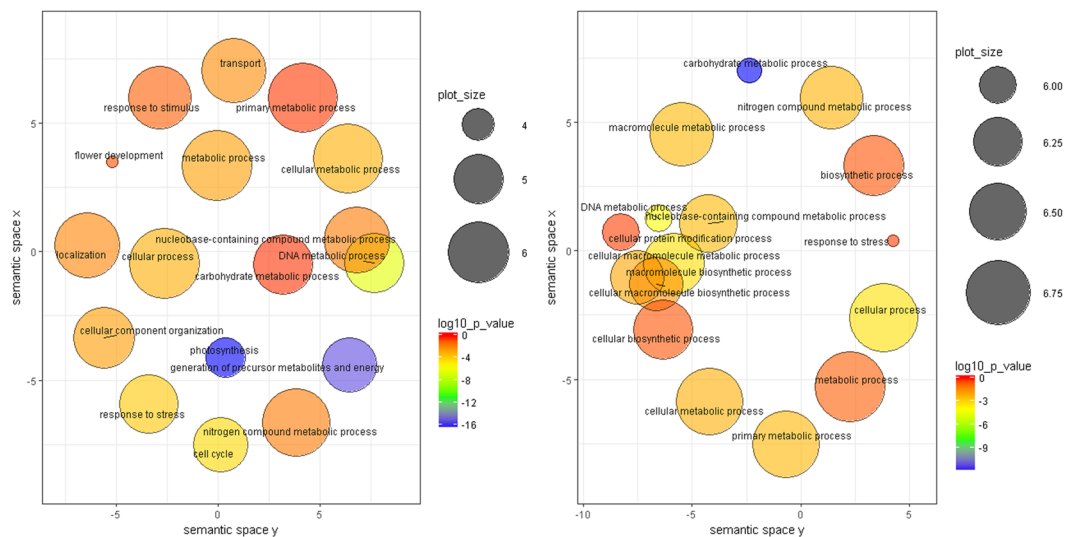 transport
response to stimulus
primary metabolic process
flower development
metabolic process
cellular metabolic process
nucleobase-containing compound metabolic process
localization
cellular process
DNA metabolic process
carbohydrate metabolic process
cellular component organization
photosynthesis
generation of precursor metabolites and energy
response to stress
nitrogen compound metabolic process
cell cycle
5
0
-5
semantic space x
-5
0
5
semantic space y
plot_size
4
5
6
log10_p_value
0
-4
-8
-12
-16
carbohydrate metabolic process
nitrogen compound metabolic process
macromolecule metabolic process
biosynthetic process
DNA metabolic process
nucleobase-containing compound metabolic process
cellular protein modification process
response to stress
cellular macromolecule metabolic process
macromolecule biosynthetic process
cellular macromolecule biosynthetic process
cellular process
cellular biosynthetic process
metabolic process
cellular metabolic process
primary metabolic process
5
0
-5
semantic space x
-10
-5
0
5
semantic space y
plot_size
6.00
6.25
6.50
6.75
log10_p_value
0
-3
-6
-9